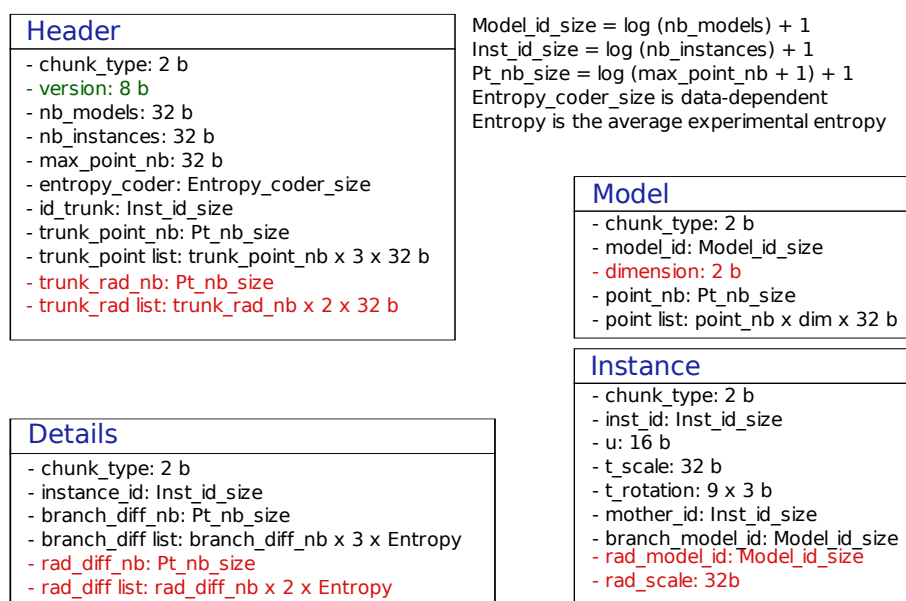 Header
- chunk_type: 2 b
- version: 8 b
- nb_models: 32 b
- nb_instances: 32 b
- max_point_nb: 32 b
- entropy_coder: Entropy_coder_size
- id_trunk: Inst_id_size
- trunk_point_nb: Pt_nb_size
- trunk_point list: trunk_point_nb x 3 x 32 b
- trunk_rad_nb: Pt_nb_size
- trunk_rad list: trunk_rad_nb x 2 x 32 b
Model_id_size = log (nb_models) + 1
Inst_id_size = log (nb_instances) + 1
Pt_nb_size = log (max_point_nb + 1) + 1
Entropy_coder_size is data-dependent
Entropy is the average experimental entropy
Model
- chunk_type: 2 b
- model_id: Model_id_size
- dimension: 2 b
- point_nb: Pt_nb_size
- point list: point_nb x dim x 32 b
Instance
- chunk_type: 2 b
- inst_id: Inst_id_size
- u: 16 b
- t_scale: 32 b
- t_rotation: 9 x 3 b
- mother_id: Inst_id_size
- branch_model_id: Model_id_size
- rad_model_id: Model_id_size
- rad_scale: 32b
Details
- chunk_type: 2 b
- instance_id: Inst_id_size
- branch_diff_nb: Pt_nb_size
- branch_diff list: branch_diff_nb x 3 x Entropy
- rad_diff_nb: Pt_nb_size
- rad_diff list: rad_diff_nb x 2 x Entropy